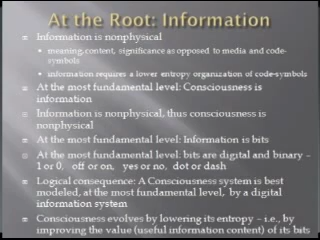 At the Root: Information
Information is nonphysical
meaning, content, significance as opposed to media and code-
symbols
information requires a lower entropy organization of code-symbols
At the most fundamental level: Consciousness is
information
Information is nonphysical, thus consciousness is
nonphysical
At the most fundamental level: Information is bits
At the most fundamental level: bits are digital and binary –
1 or 0, off or on, yes or no, dot or dash
Logical consequence: A Consciousness system is best
modeled, at the most fundamental level, by a digital
information system
Consciousness evolves by lowering its entropy – i.e., by
improving the value (useful information content) of its bits